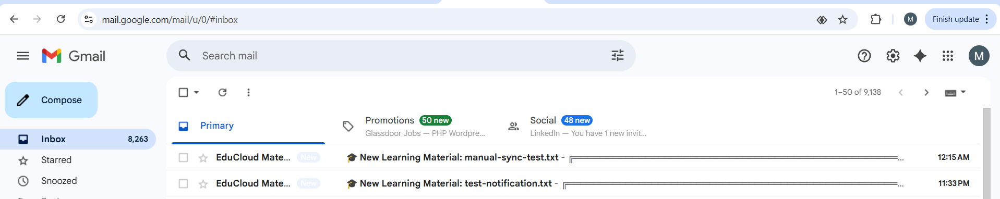 mail.google.com/mail/u/0/#inbox
M
Finish update
Gmail
Search mail
M
Compose
1–50 of 9,138
Primary
Promotions 50 new
Glassdoor Jobs — PHP Wordpre...
Social 48 new
LinkedIn — You have 1 new invit...
Inbox 8,263
Starred
Snoozed
EduCloud Mate... New 🎓 New Learning Material: manual-sync-test.txt - ╔═════════════════════════════════════════════... 12:15 AM
EduCloud Mate... New 🎓 New Learning Material: test-notification.txt - ╔═════════════════════════════════════════════... 11:33 PM